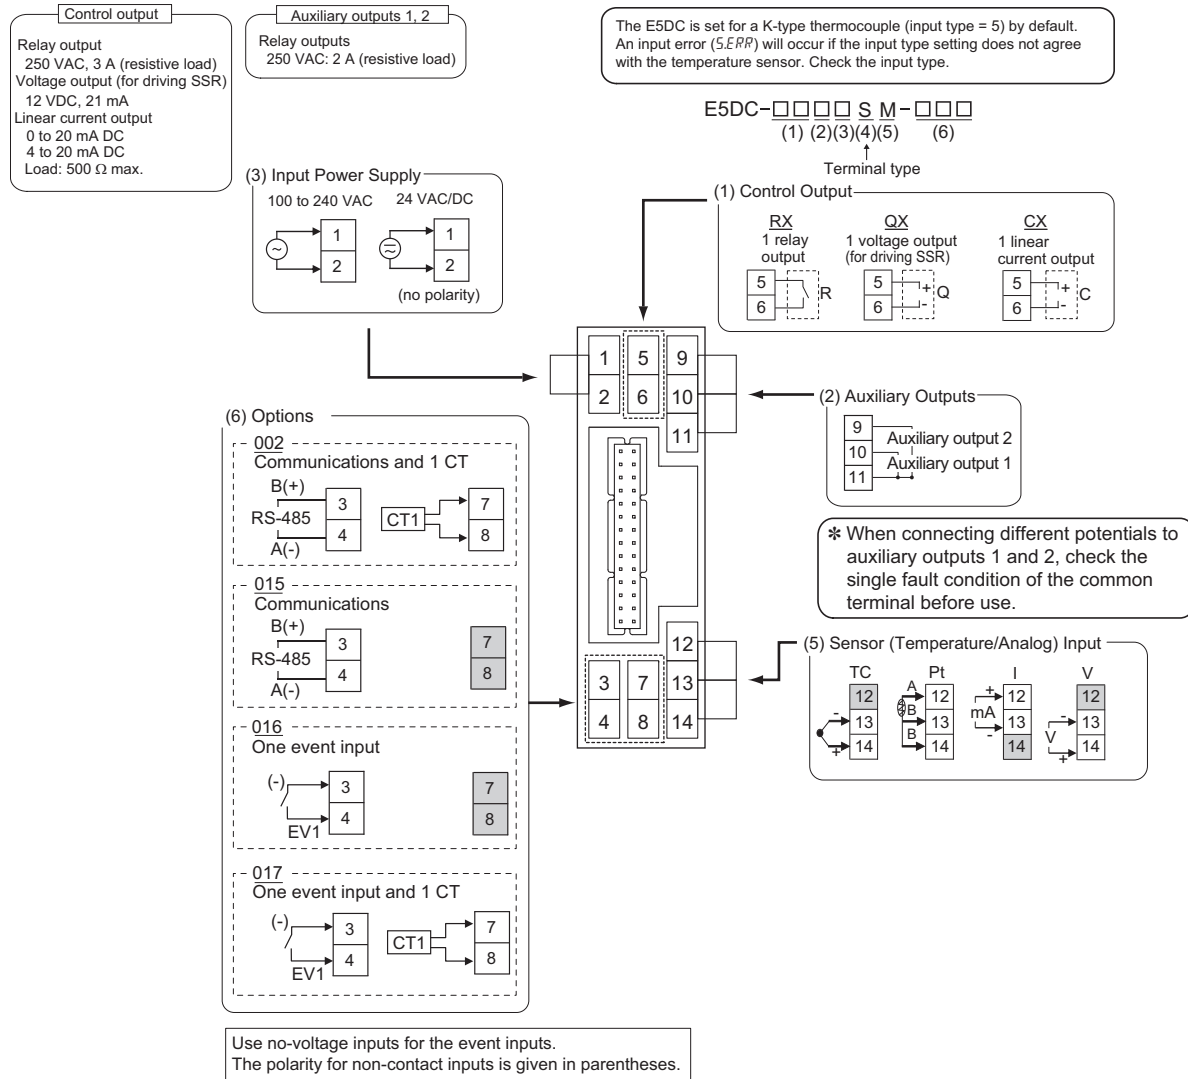 Control output
Relay output
250 VAC, 3 A (resistive load)
Voltage output (for driving SSR)
12 VDC, 21 mA
Linear current output
0 to 20 mA DC
4 to 20 mA DC
Load: 500 Ω max.
Auxiliary outputs 1, 2
Relay outputs
250 VAC: 2 A (resistive load)
The E5DC is set for a K-type thermocouple (input type = 5) by default.
An input error (S.ERR) will occur if the input type setting does not agree
with the temperature sensor. Check the input type.
E5DC-□□□□ S M-□□□
(1) (2)(3)(4)(5) (6)
Terminal type
(3) Input Power Supply
100 to 240 VAC 24 VAC/DC
1 1
2 2
(no polarity)
(1) Control Output
RX QX CX
1 relay
output
1 voltage output
(for driving SSR)
1 linear
current output
5 5 + 5 +
R Q C
6 6 - 6 -
1 5 9
2 6 10
11
(2) Auxiliary Outputs
9
Auxiliary output 2
10
Auxiliary output 1
11
✻ When connecting different potentials to
auxiliary outputs 1 and 2, check the
single fault condition of the common
terminal before use.
12
3 7 13
4 8 14
(5) Sensor (Temperature/Analog) Input
TC Pt I V
12 A 12 + 12 12
- 13 B 13 mA 13 - 13
- V
+ 14 B 14 14 + 14
(6) Options
002
Communications and 1 CT
B(+)
3 7
RS-485 CT1
4 8
A(-)
015
Communications
B(+)
3 7
RS-485
4 8
A(-)
016
One event input
(-) 3 7
4 8
EV1
017
One event input and 1 CT
(-) 3 7
CT1
4 8
EV1
Use no-voltage inputs for the event inputs.
The polarity for non-contact inputs is given in parentheses.